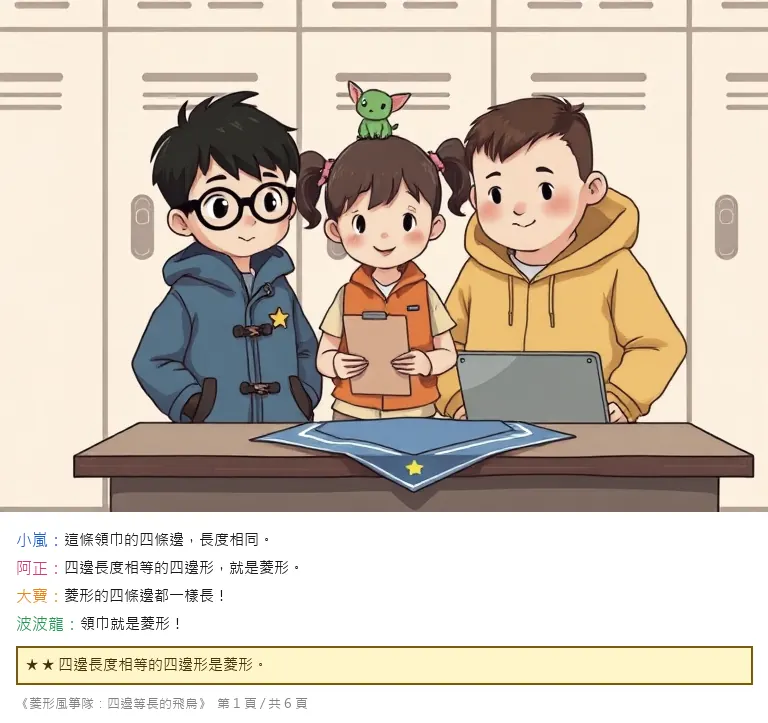 小嵐：這條領巾的四條邊，長度相同。
阿正：四邊長度相等的四邊形，就是菱形。
大寶：菱形的四條邊都一樣長！
波波龍：領巾就是菱形！
★★四邊長度相等的四邊形是菱形。
《菱形風箏隊：四邊等長的飛鳥》 第 1 頁 / 共 6 頁